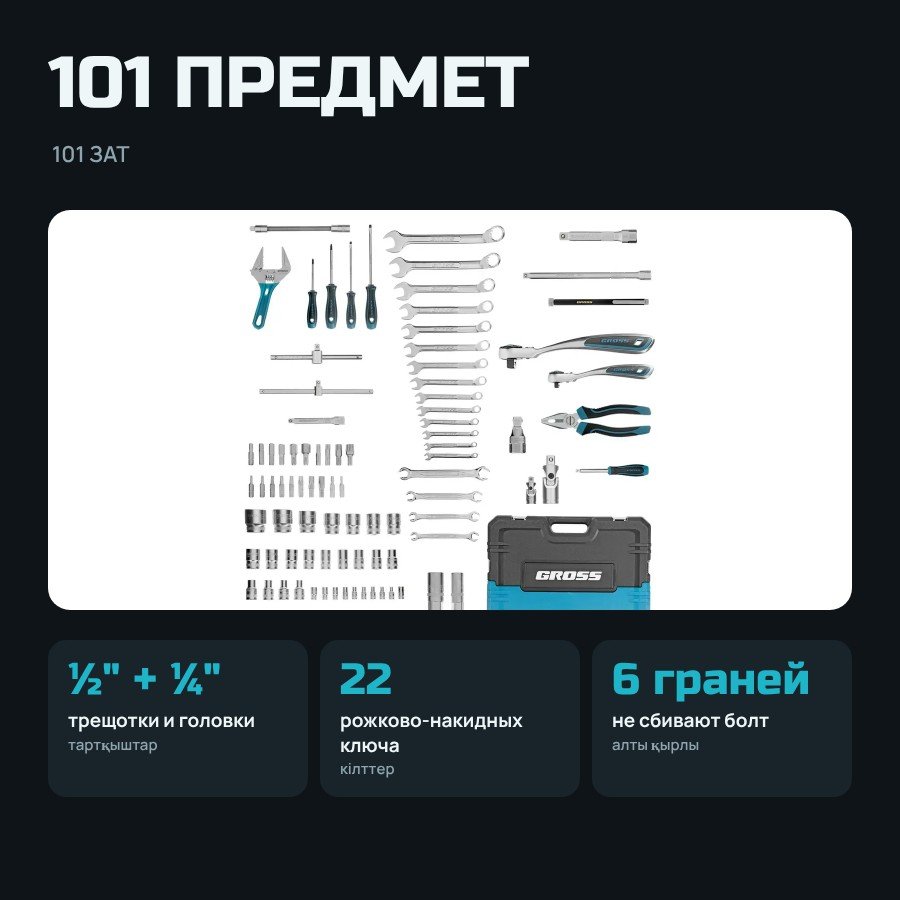 101 ПРЕДМЕТ
101 ЗАТ
GROSS
GROSS
GROSS
½" + ¼"
трещотки и головки
тартқыштар
22
рожково-накидных
ключа
кілттер
6 граней
не сбивают болт
алты қырлы